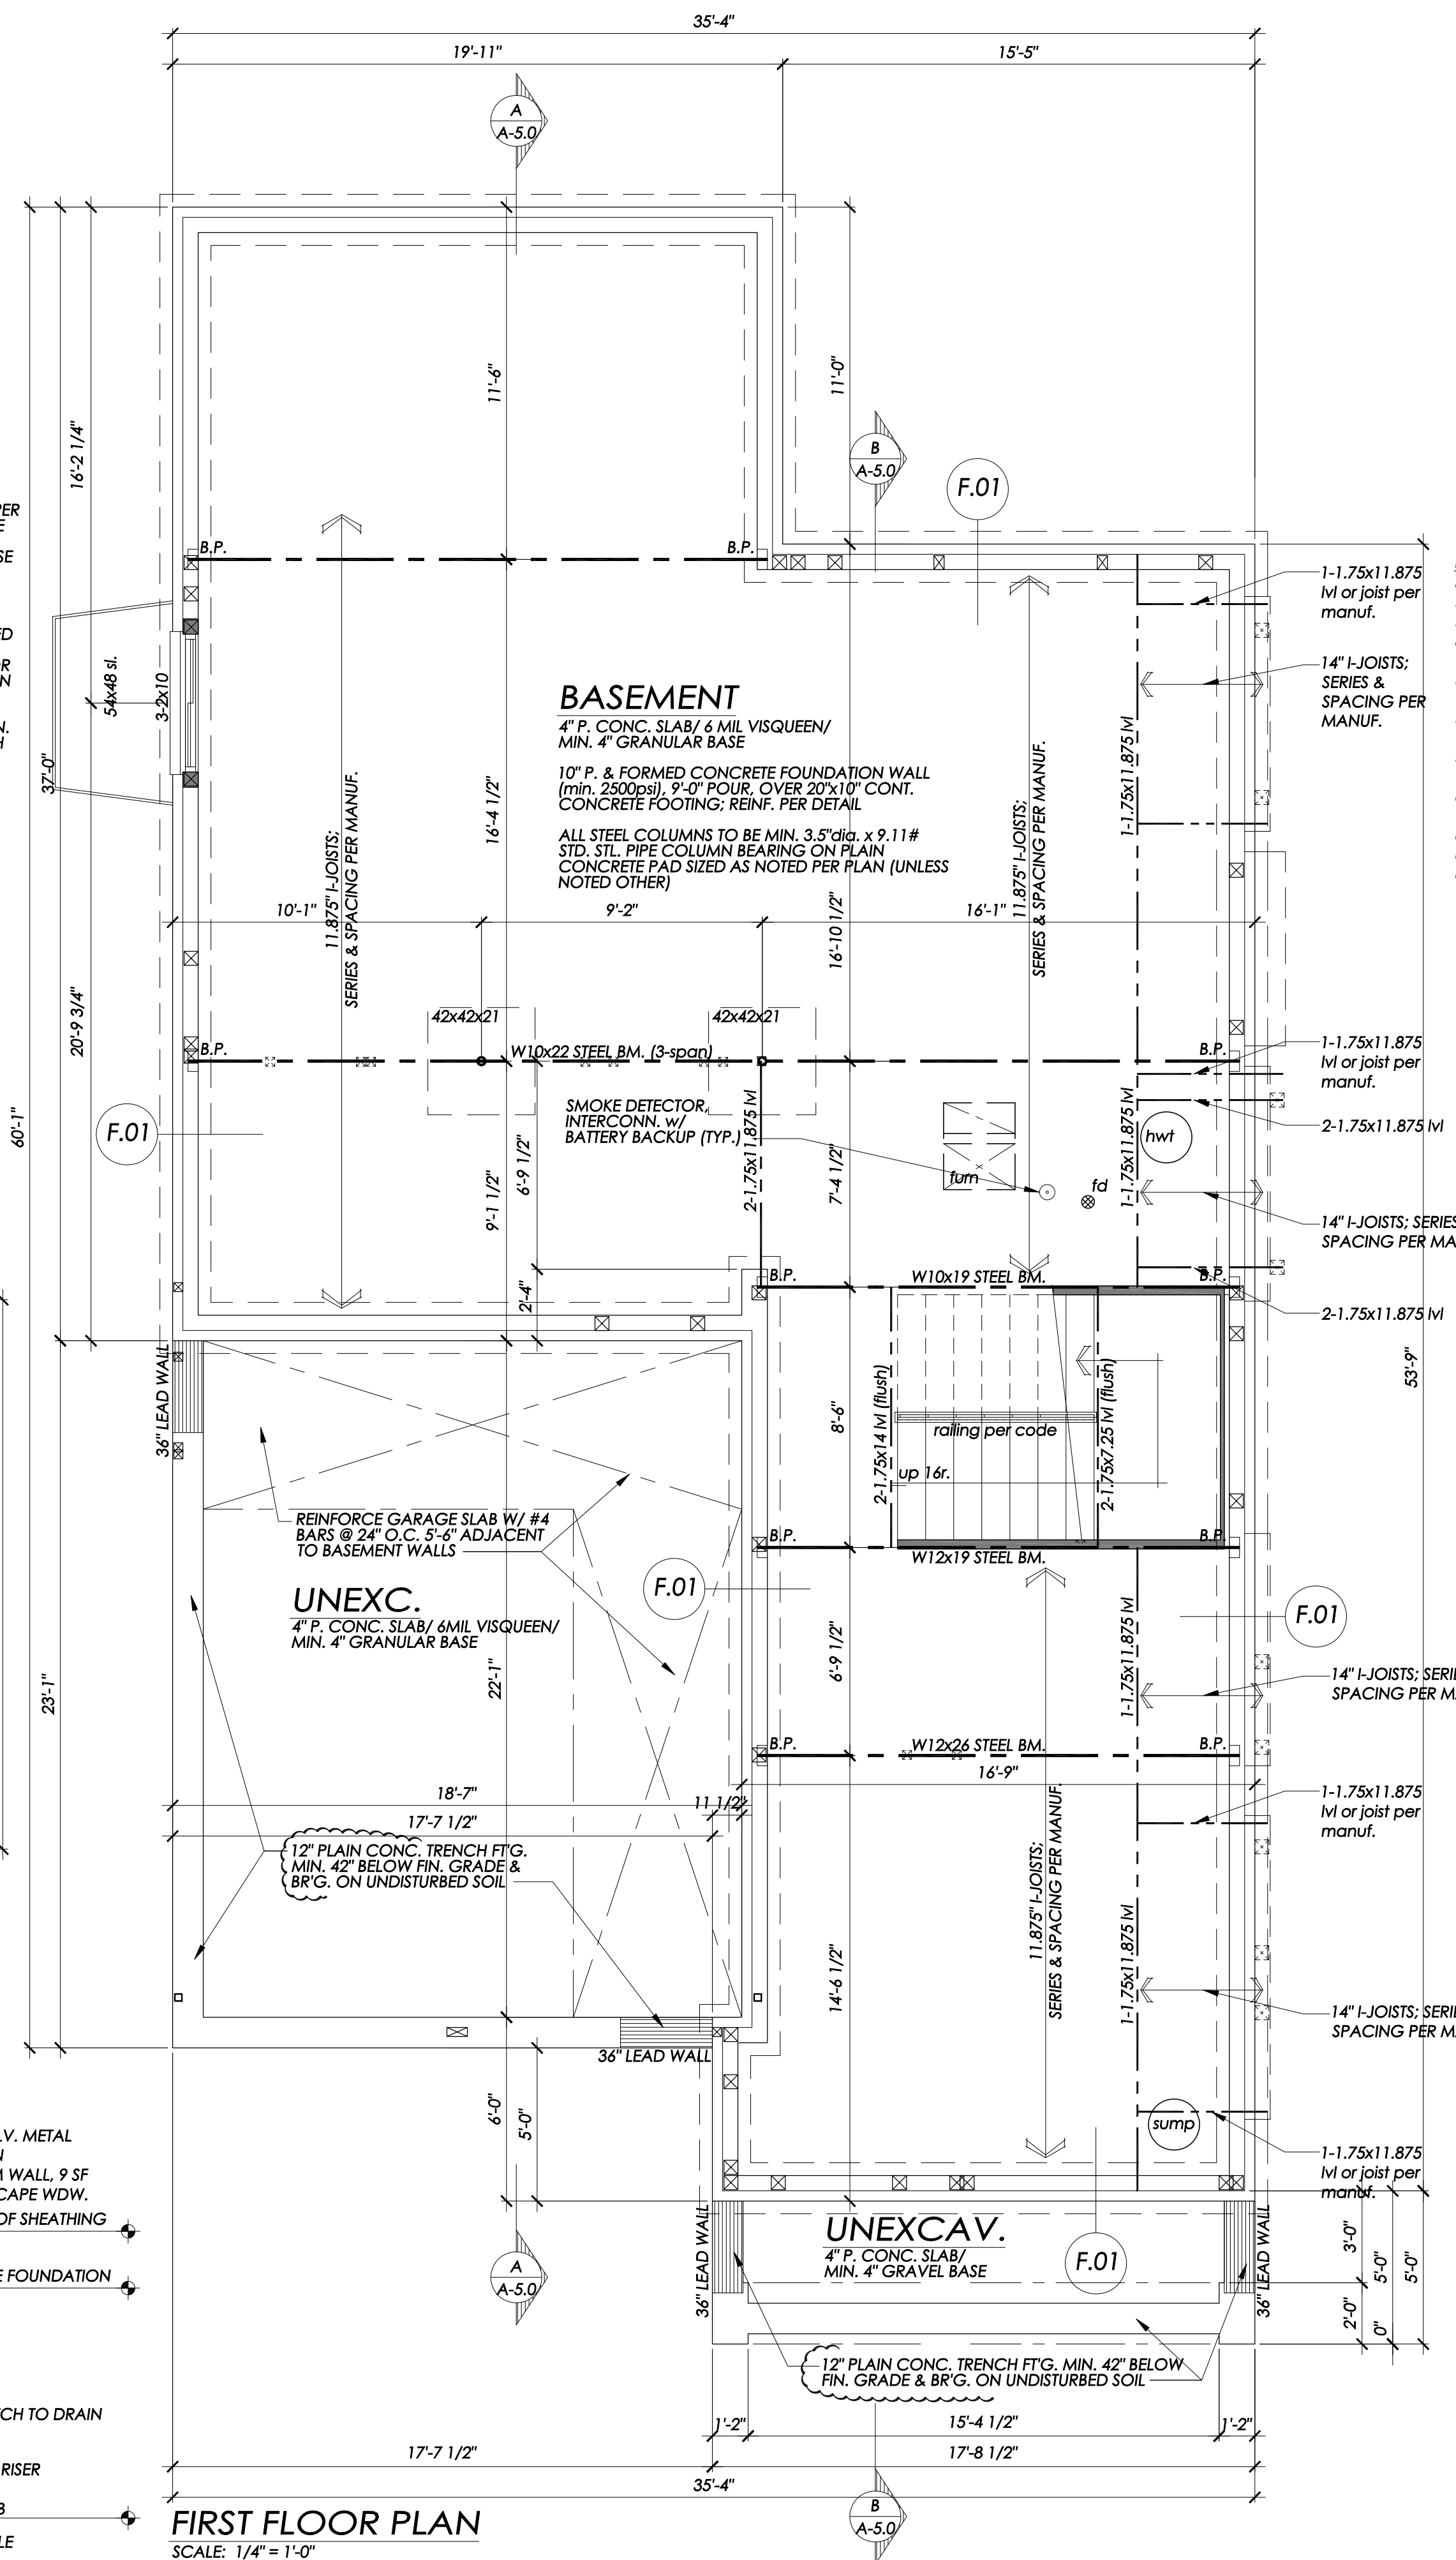 35'-4"
19'-11"
15'-5"
A
A-5.0
16'-2 1/4"
11'-6"
11'-0"
B
A-5.0
F.01
PER
SE
B.P.
B.P.
1-1.75x11.875
lvl or joist per
manuf.
54x48 sl.
3-2x10
37'-0"
14" I-JOISTS;
SERIES &
SPACING PER
MANUF.
BASEMENT
4" P. CONC. SLAB/ 6 MIL VISQUEEN/
MIN. 4" GRANULAR BASE
10" P. & FORMED CONCRETE FOUNDATION WALL
(min. 2500psi), 9'-0" POUR, OVER 20"x10" CONT.
CONCRETE FOOTING; REINF. PER DETAIL
ALL STEEL COLUMNS TO BE MIN. 3.5"dia. x 9.11#
STD. STL. PIPE COLUMN BEARING ON PLAIN
CONCRETE PAD SIZED AS NOTED PER PLAN (UNLESS
NOTED OTHER)
1-1.75x11.875 lvl
16'-4 1/2"
11.875" I-JOISTS;
SERIES & SPACING PER MANUF.
11.875" I-JOISTS;
SERIES & SPACING PER MANUF.
10'-1"
9'-2"
16'-1"
16'-10 1/2"
20'-9 3/4"
42x42x21
42x42x21
B.P.
W10x22 STEEL BM. (3-span)
B.P.
1-1.75x11.875
lvl or joist per
manuf.
60'-1"
F.01
SMOKE DETECTOR,
INTERCONN. w/
BATTERY BACKUP (TYP.)
2-1.75x11.875 lvl
hwt
2-1.75x11.875 lvl
1-1.75x11.875 lvl
furn
fd
6'-9 1/2"
9'-1 1/2"
7'-4 1/2"
14" I-JOISTS; SERIES
SPACING PER MA
B.P.
W10x19 STEEL BM.
B.P.
2'-4"
2-1.75x11.875 lvl
53'-9"
36" LEAD WALL
8'-6"
2-1.75x14 lvl (flush)
2-1.75x7.25 lvl (flush)
railing per code
up 16r.
REINFORCE GARAGE SLAB W/ #4
BARS @ 24" O.C. 5'-6" ADJACENT
TO BASEMENT WALLS
B.P.
W12x19 STEEL BM.
B.P.
UNEXC.
4" P. CONC. SLAB/ 6MIL VISQUEEN/
MIN. 4" GRANULAR BASE
F.01
F.01
6'-9 1/2"
1-1.75x11.875 lvl
23'-1"
22'-1"
14" I-JOISTS; SERI
SPACING PER M
B.P.
W12x26 STEEL BM.
B.P.
16'-9"
18'-7"
11 1/2"
17'-7 1/2"
1-1.75x11.875
lvl or joist per
manuf.
12" PLAIN CONC. TRENCH FT'G.
MIN. 42" BELOW FIN. GRADE &
BR'G. ON UNDISTURBED SOIL
11.875" I-JOISTS;
SERIES & SPACING PER MANUF.
1-1.75x11.875 lvl
14'-6 1/2"
14" I-JOISTS; SERI
SPACING PER M
36" LEAD WALL
6'-0"
5'-0"
sump
1-1.75x11.875
lvl or joist per
manuf.
.V. METAL
WALL, 9 SF
CAPE WDW.
OF SHEATHING
FOUNDATION
A
A-5.0
36" LEAD WALL
UNEXCAV.
4" P. CONC. SLAB/
MIN. 4" GRAVEL BASE
F.01
36" LEAD WALL
3'-0"
2'-0"
5'-0"
0"
5'-0"
12" PLAIN CONC. TRENCH FT'G. MIN. 42" BELOW
FIN. GRADE & BR'G. ON UNDISTURBED SOIL
CH TO DRAIN
1'-2"
15'-4 1/2"
1'-2"
17'-7 1/2"
17'-8 1/2"
RISER
35'-4"
B
A-5.0
FIRST FLOOR PLAN
SCALE: 1/4" = 1'-0"